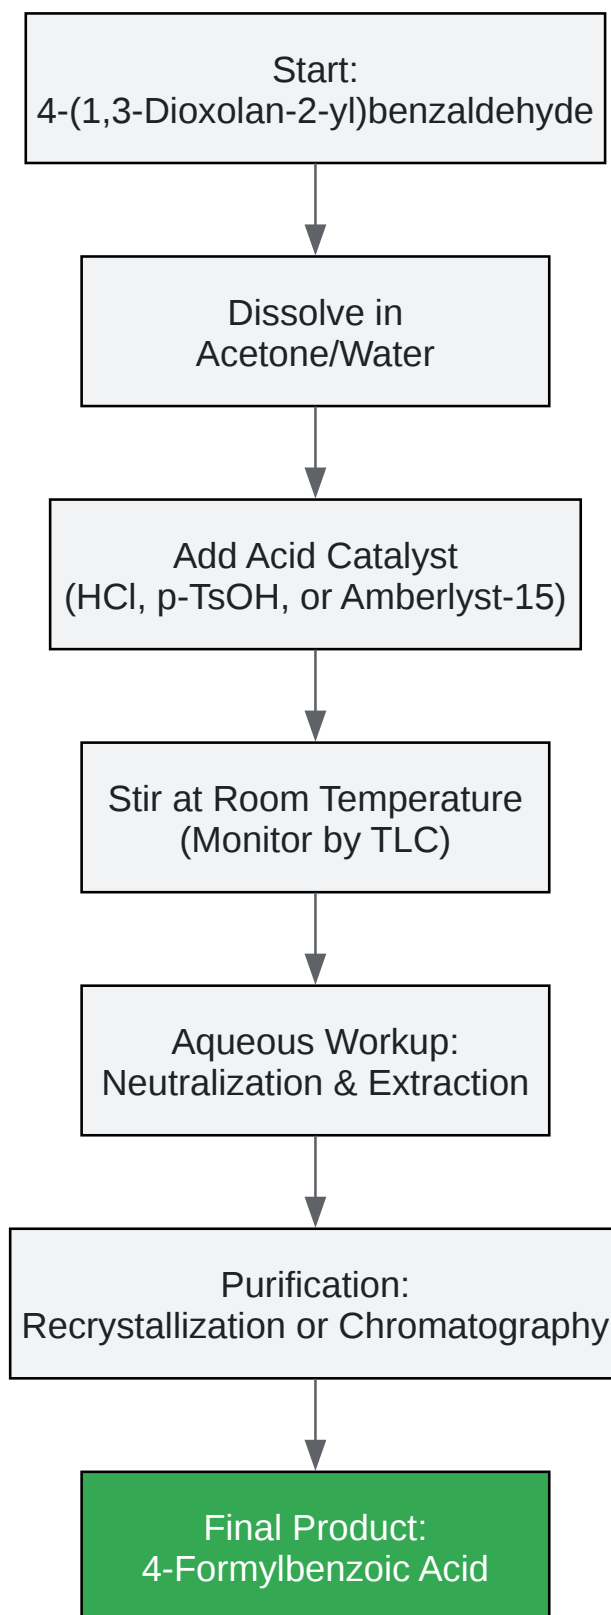 Start:
4-(1,3-Dioxolan-2-yl)benzaldehyde
Dissolve in
Acetone/Water
Add Acid Catalyst
(HCl, p-TsOH, or Amberlyst-15)
Stir at Room Temperature
(Monitor by TLC)
Aqueous Workup:
Neutralization & Extraction
Purification:
Recrystallization or Chromatography
Final Product:
4-Formylbenzoic Acid